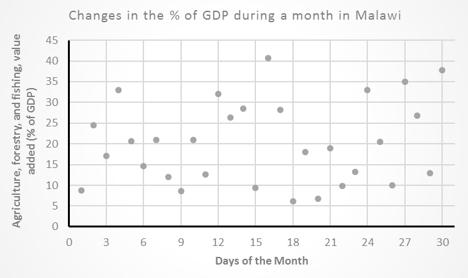 Changes in the % of GDP during a month in Malawi
Agriculture, forestry, and fishing, value
added (% of GDP)
45
40
35
30
25
20
15
10
5
0
0 3 6 9 12 15 18 21 24 27 30
Days of the Month